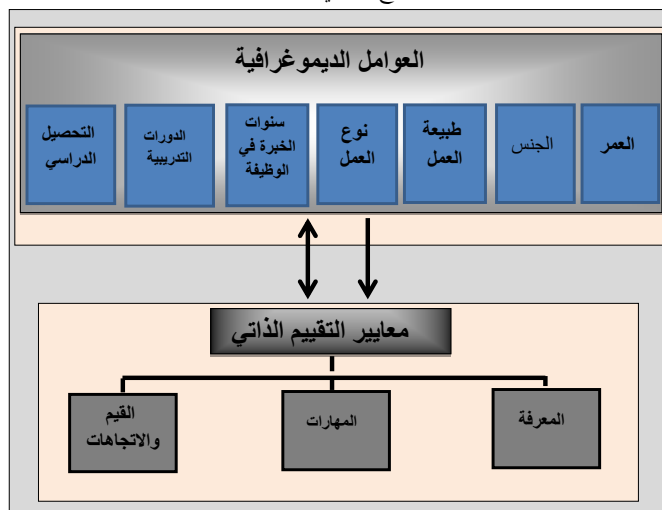 العوامل الديموغرافية
العمر
الجنس
طبيعة
العمل
نوع
العمل
سنوات
الخبرة في
الوظيفة
الدورات
التدريبية
التحصيل
الدراسي
معايير التقييم الذاتي
المعرفة
المهارات
القيم
والاتجاهات